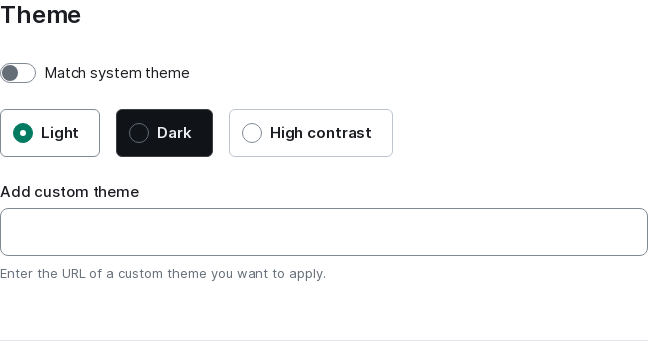 Theme
Match system theme
Light
Dark
High contrast
Add custom theme
Enter the URL of a custom theme you want to apply.